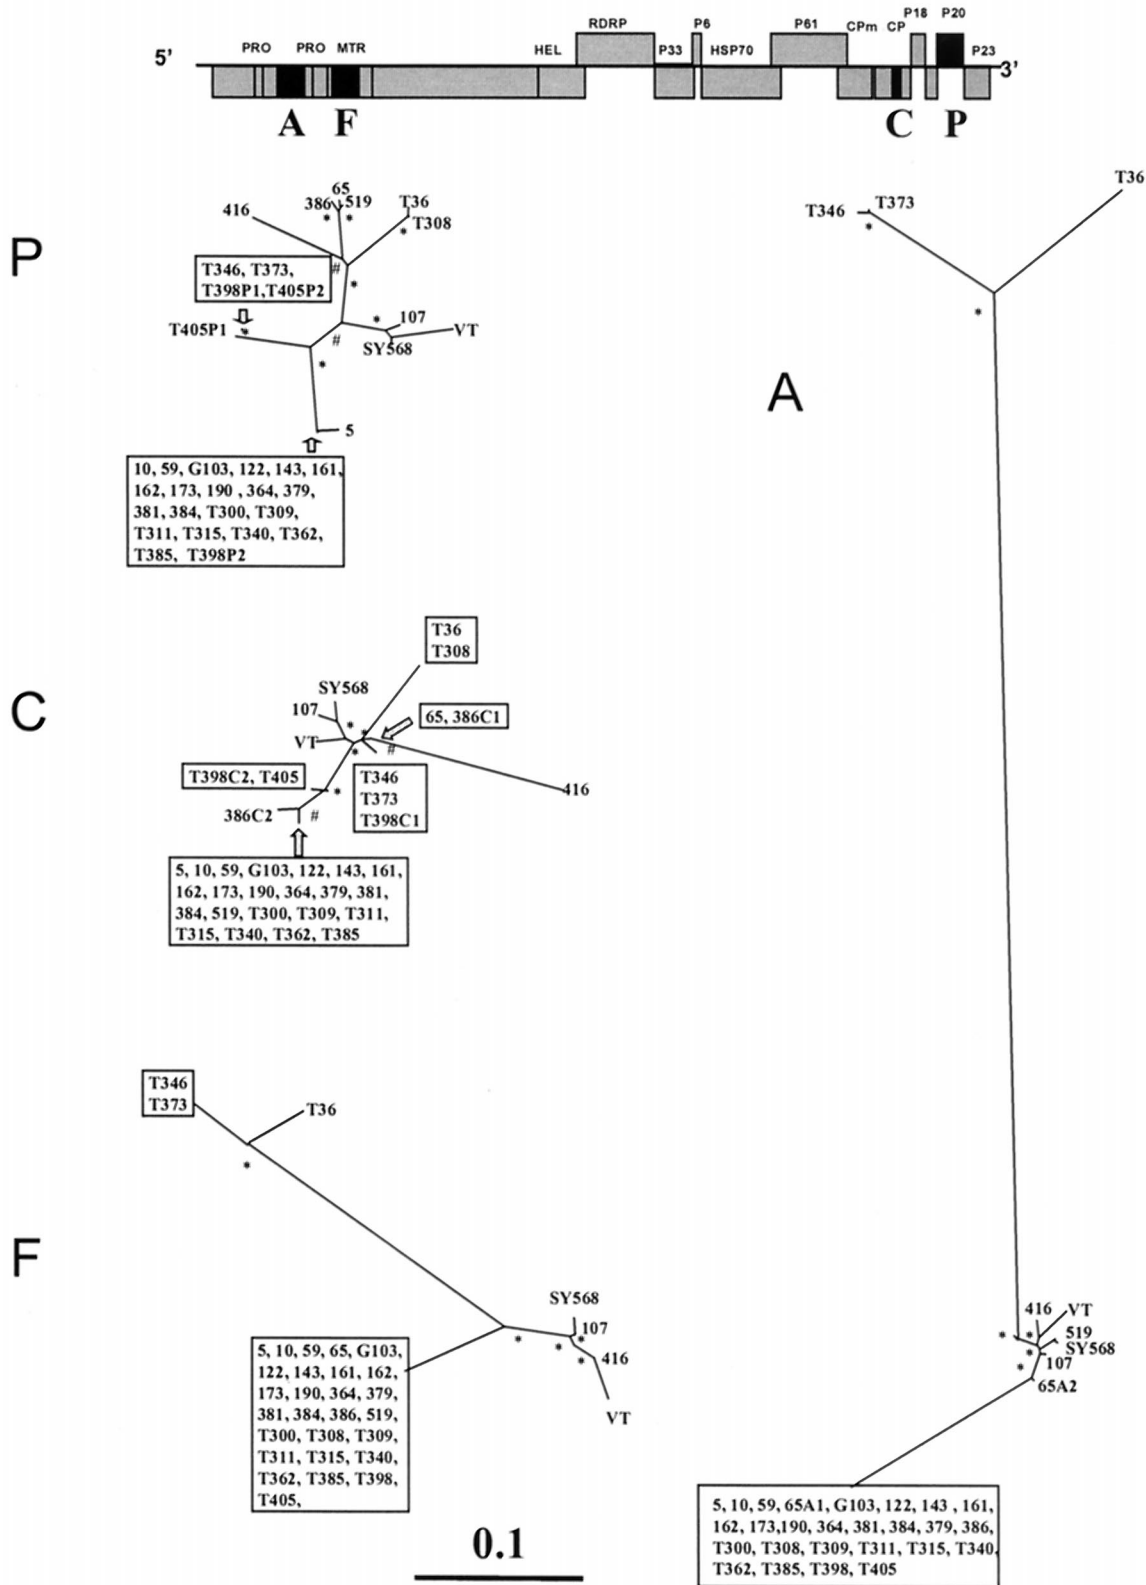 RDRP
P6
P61
CPm
CP
P18
P20
5’
PRO
PRO
MTR
HEL
P33
HSP70
P23
3’
A
F
C
P
P
416
386
65
519
T36
T308
*
*
*
#
*
T346, T373,
T398P1,T405P2
T405P1
*
#
*
107
VT
SY568
*
5
10, 59, G103, 122, 143, 161,
162, 173, 190 , 364, 379,
381, 384, T300, T309,
T311, T315, T340, T362,
T385, T398P2
A
T346
T373
*
T36
*
416
VT
519
SY568
107
65A2
*
*
*
*
5, 10, 59, 65A1, G103, 122, 143 , 161,
162, 173,190, 364, 381, 384, 379, 386,
T300, T308, T309, T311, T315, T340,
T362, T385, T398, T405
C
T36
T308
SY568
107
VT
*
*
*
65, 386C1
#
416
T398C2, T405
*
T346
T373
T398C1
386C2
#
5, 10, 59, G103, 122, 143, 161,
162, 173, 190, 364, 379, 381,
384, 519, T300, T309, T311,
T315, T340, T362, T385
F
T346
T373
T36
*
SY568
107
416
VT
*
*
*
*
5, 10, 59, 65, G103,
122, 143, 161, 162,
173, 190, 364, 379,
381, 384, 386, 519,
T300, T308, T309,
T311, T315, T340,
T362, T385, T398,
T405,
0.1